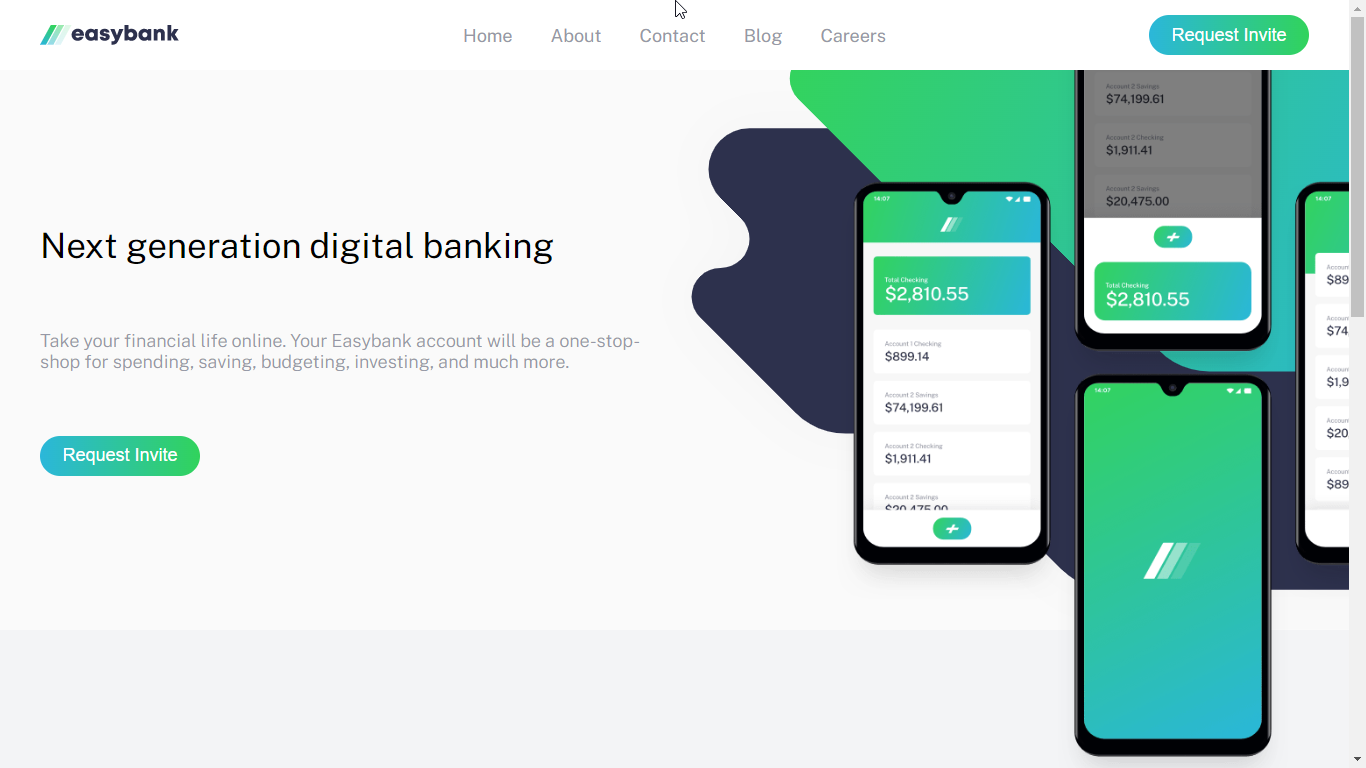 easybank
Home About Contact Blog Careers
Request Invite
Next generation digital banking
Take your financial life online. Your Easybank account will be a one-stop-
shop for spending, saving, budgeting, investing, and much more.
Request Invite
14:07
Total Checking
$2,810.55
Account 1 Checking
$899.14
Account 2 Savings
$74,199.61
Account 2 Checking
$1,911.41
Account 2 Savings
$20,475.00
Account 2 Savings
$74,199.61
Account 2 Checking
$1,911.41
Account 2 Savings
$20,475.00
Total Checking
$2,810.55
14:07
14:07
Accoun
$89
Accoun
$74,
Accoun
$1,9
Accoun
$20,
Accoun
$89